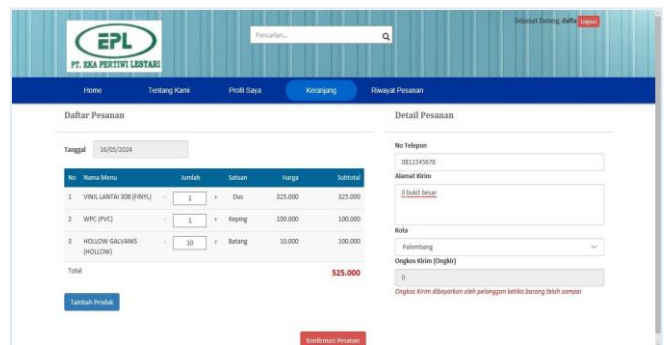 Selamat Datang, daffa Logout
EPL
PT. EKA PERTIWI LESTARI
Pencarian...
Home Tentang Kami Profil Saya Keranjang Riwayat Pesanan
Daftar Pesanan
Tanggal 16/05/2024
No Nama Menu Jumlah Satuan Harga Subtotal
1 VINIL LANTAI 308 (FINYL) - 1 + Dus 325.000 325.000
2 WPC (PVC) - 1 + Keping 100.000 100.000
3 HOLLOW GALVANIS (HOLLOW) - 10 + Batang 10.000 100.000
Total 525.000
Tambah Produk
Konfirmasi Pesanan
Detail Pesanan
No Telepon
0812345678
Alamat Kirim
jl bukit besar
Kota
Palembang
Ongkos Kirim (Ongkir)
0
Ongkos Kirim dibayarkan oleh pelanggan ketika barang telah sampai